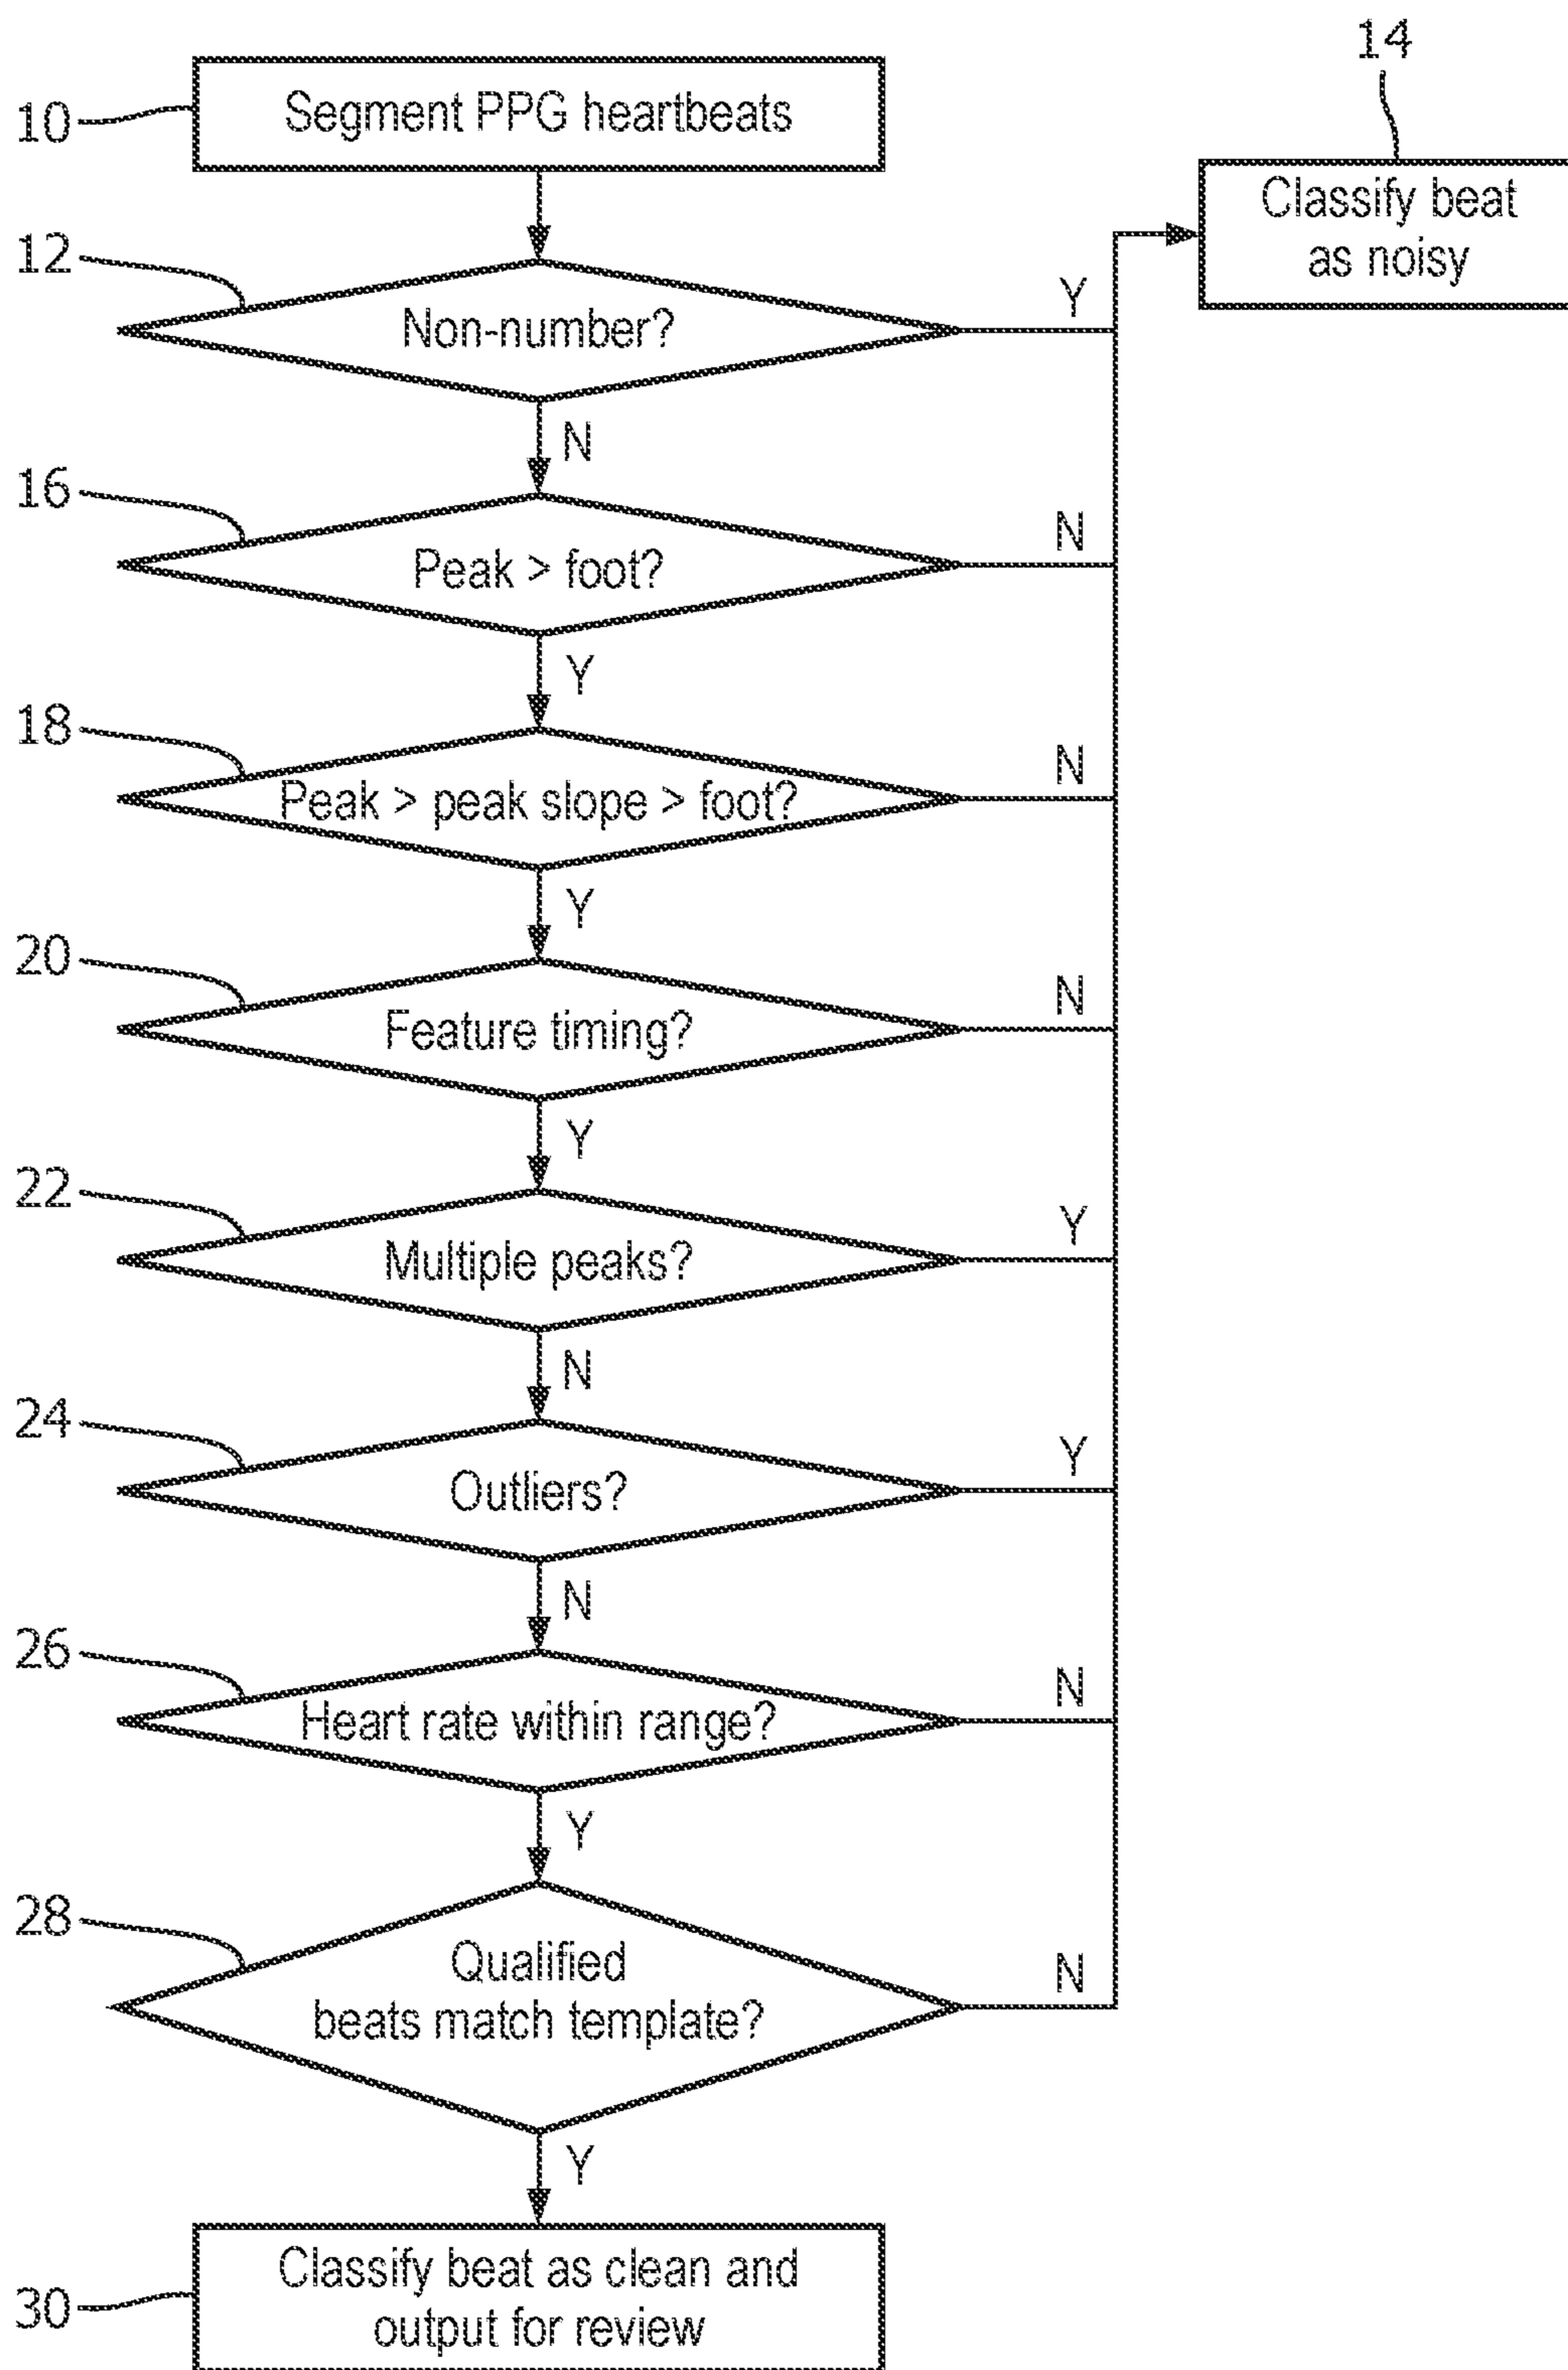 14
10
Segment PPG heartbeats
Classify beat
as noisy
12
Non-number?
Y
N
16
Peak > foot?
N
Y
18
Peak > peak slope > foot?
N
Y
20
Feature timing?
N
Y
22
Multiple peaks?
Y
N
24
Outliers?
Y
N
26
Heart rate within range?
N
Y
28
Qualified
beats match template?
N
Y
30
Classify beat as clean and
output for review